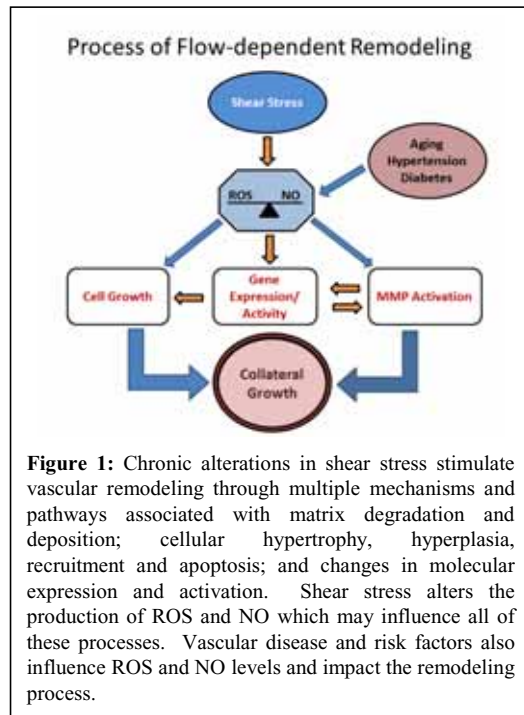 Process of Flow-dependent Remodeling
Shear Stress
Aging
Hypertension
Diabetes
ROS NO
Cell Growth
Gene
Expression/
Activity
MMP Activation
Collateral
Growth
Figure 1: Chronic alterations in shear stress stimulate
vascular remodeling through multiple mechanisms and
pathways associated with matrix degradation and
deposition; cellular hypertrophy, hyperplasia,
recruitment and apoptosis; and changes in molecular
expression and activation. Shear stress alters the
production of ROS and NO which may influence all of
these processes. Vascular disease and risk factors also
influence ROS and NO levels and impact the remodeling
process.